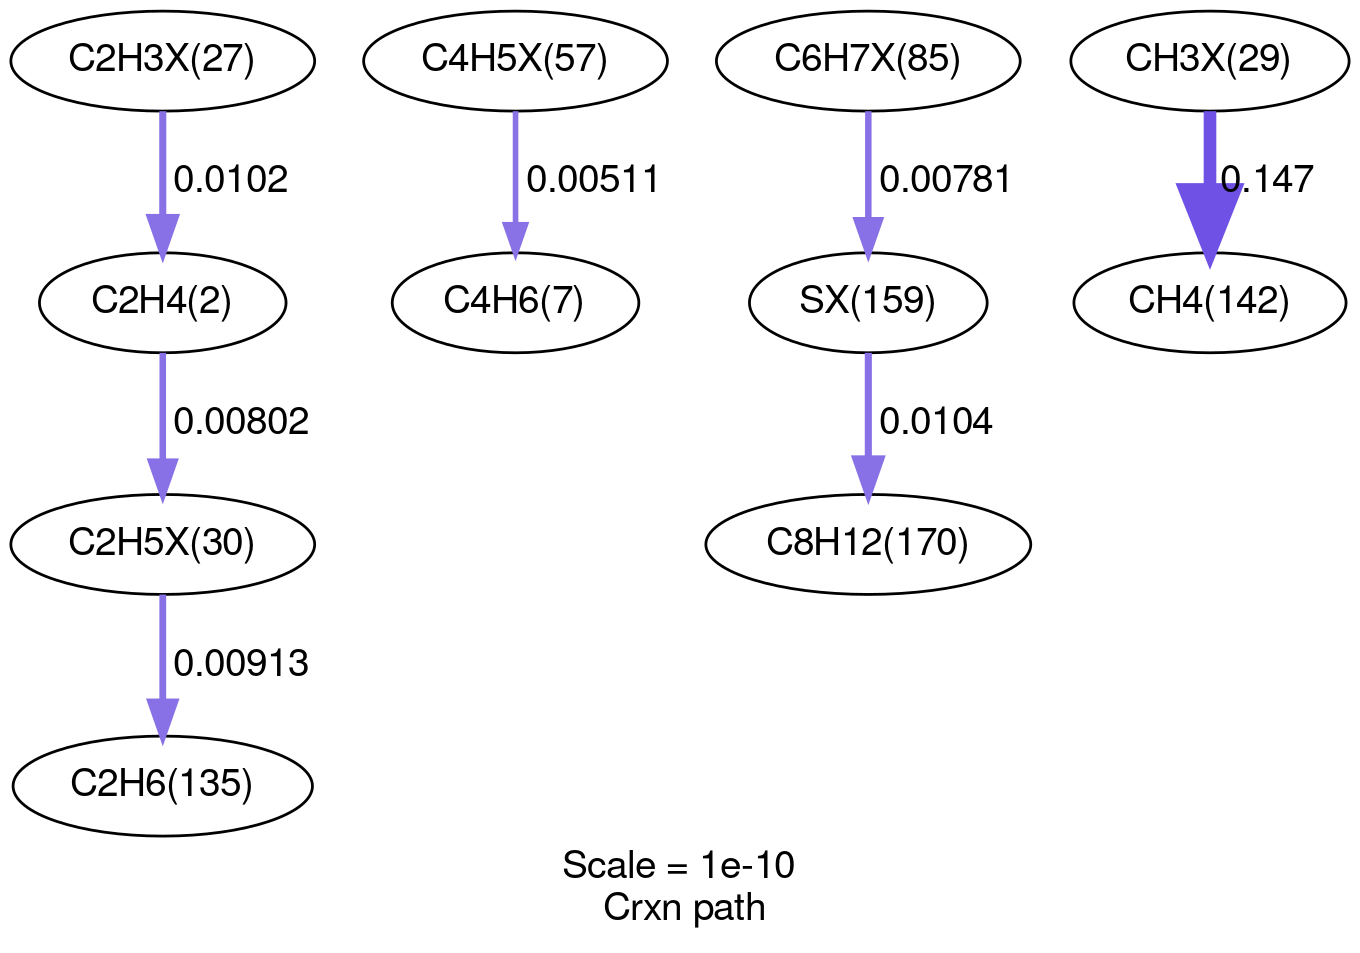 C2H3X(27)
C4H5X(57)
C6H7X(85)
CH3X(29)
0.0102
0.00511
0.00781
0.147
C2H4(2)
C4H6(7)
SX(159)
CH4(142)
0.00802
0.0104
C2H5X(30)
C8H12(170)
0.00913
C2H6(135)
Scale = 1e-10
Crxn path